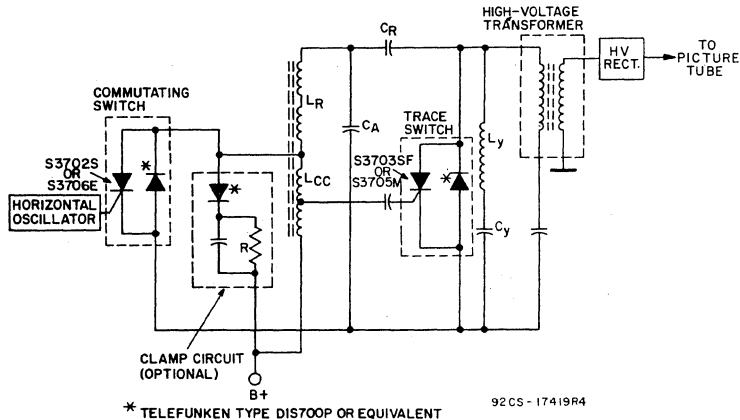 HIGH-VOLTAGE
TRANSFORMER
CR
HV
RECT.
TO
PICTURE
TUBE
COMMUTATING
SWITCH
LR
CA
TRACE
SWITCH
Ly
S3702S
OR
S3706E
*
LCC
S3703SF
OR
S3705M
*
HORIZONTAL
OSCILLATOR
*
R
Cy
CLAMP CIRCUIT
(OPTIONAL)
B+
92CS-17419R4
* TELEFUNKEN TYPE DIS700P OR EQUIVALENT